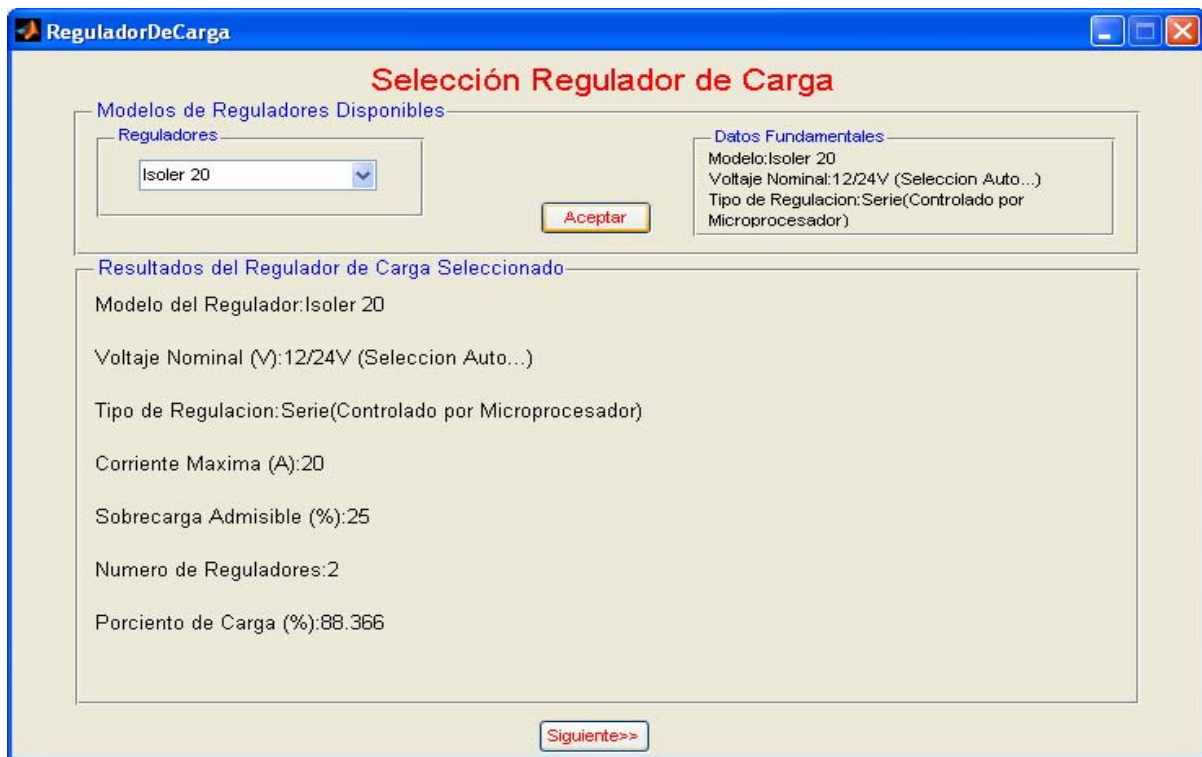 ReguladorDeCarga
Selección Regulador de Carga
Modelos de Reguladores Disponibles
Reguladores
Isoler 20
Aceptar
Datos Fundamentales
Modelo:Isoler 20
Voltaje Nominal:12/24V (Seleccion Auto...)
Tipo de Regulacion:Serie(Controlado por
Microprocesador)
Resultados del Regulador de Carga Seleccionado
Modelo del Regulador:Isoler 20
Voltaje Nominal (V):12/24V (Seleccion Auto...)
Tipo de Regulacion:Serie(Controlado por Microprocesador)
Corriente Maxima (A):20
Sobrecarga Admisible (%):25
Numero de Reguladores:2
Porciento de Carga (%):88.366
Siguiente>>